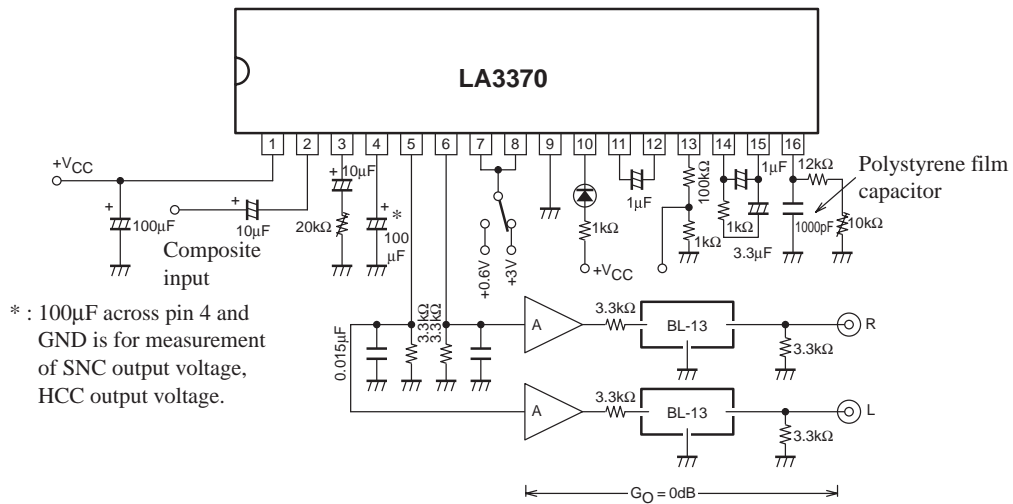 LA3370
1 2 3 4 5 6 7 8 9 10 11 12 13 14 15 16
+VCC
+
100µF
+
10µF
Composite
input
+
10µF
20kΩ
+
*
100
µF
+0.6V
+3V
1kΩ
+VCC
1µF
100kΩ
1kΩ
1µF
1kΩ
3.3µF
12kΩ
1000pF
10kΩ
Polystyrene film
capacitor
* : 100µF across pin 4 and
GND is for measurement
of SNC output voltage,
HCC output voltage.
0.015µF
3.3kΩ
3.3kΩ
A
3.3kΩ
BL-13
R
3.3kΩ
A
3.3kΩ
BL-13
L
3.3kΩ
GO = 0dB